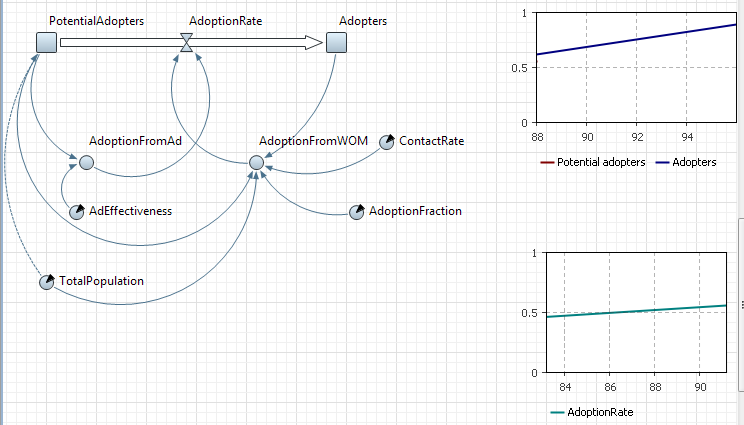 PotentialAdopters
AdoptionRate
Adopters
AdoptionFromAd
AdoptionFromWOM
ContactRate
AdEffectiveness
AdoptionFraction
TotalPopulation
1
0.5
0
88 90 92 94
Potential adopters Adopters
1
0.5
0
84 86 88 90
AdoptionRate